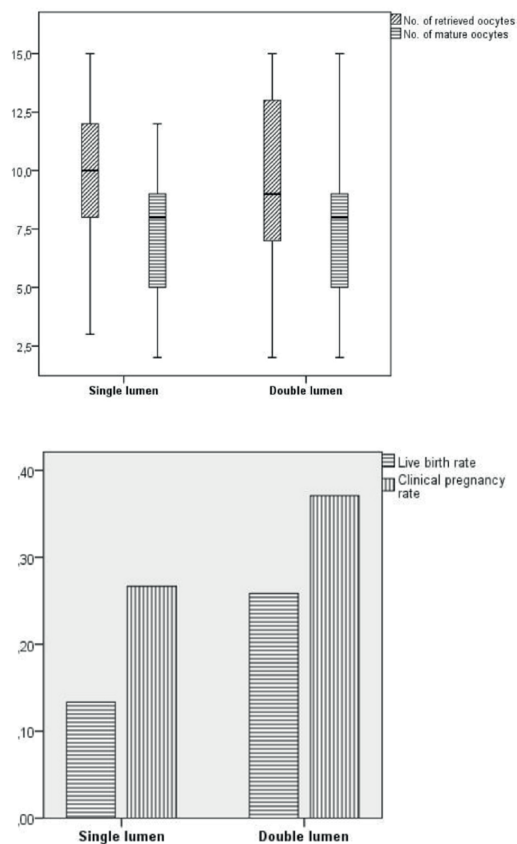 No. of retrieved oocytes
No. of mature oocytes
15,0
12,5
10,0
7,5
5,0
2,5
Single lumen Double lumen
Live birth rate
Clinical pregnancy
rate
,40
,30
,20
,10
,00
Single lumen Double lumen